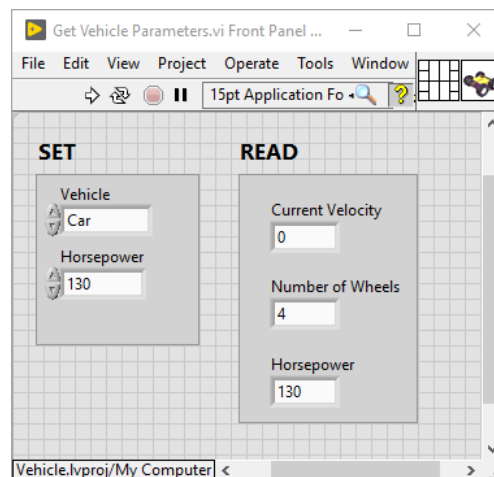 Get Vehicle Parameters.vi Front Panel ...
File Edit View Project Operate Tools Window
15pt Application Fo
?
SET
Vehicle
Car
Horsepower
130
READ
Current Velocity
0
Number of Wheels
4
Horsepower
130
Vehicle.lvproj/My Computer